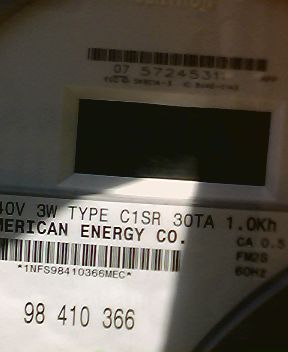 07 57245311
40V 3W TYPE C1SR 30TA 1.0Kh
MERICAN ENERGY CO.
CA 0.5
FM2S
60Hz
*1NFS98410366MEC*
98 410 366